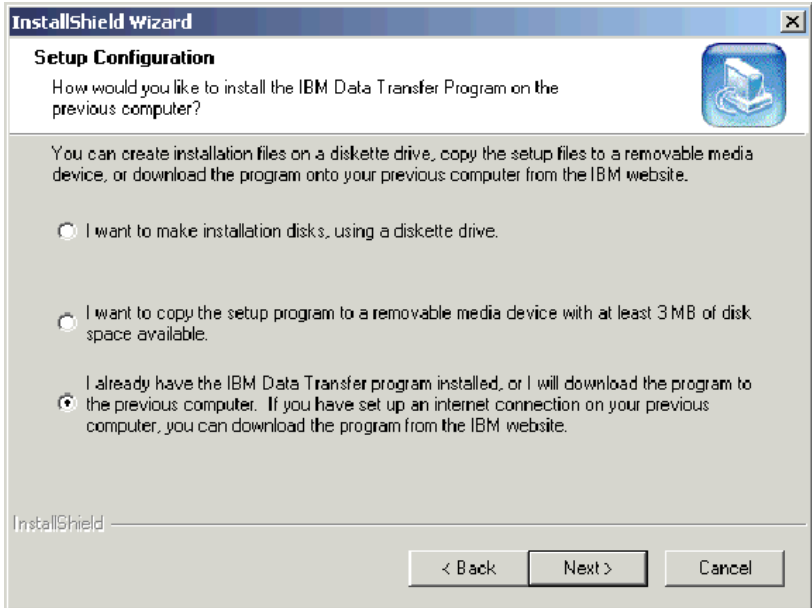 InstallShield Wizard
Setup Configuration
How would you like to install the IBM Data Transfer Program on the
previous computer?
You can create installation files on a diskette drive, copy the setup files to a removable media
device, or download the program onto your previous computer from the IBM website.
I want to make installation disks, using a diskette drive.
I want to copy the setup program to a removable media device with at least 3 MB of disk
space available.
I already have the IBM Data Transfer program installed, or I will download the program to
the previous computer.  If you have set up an internet connection on your previous
computer, you can download the program from the IBM website.
InstallShield
< Back
Next >
Cancel